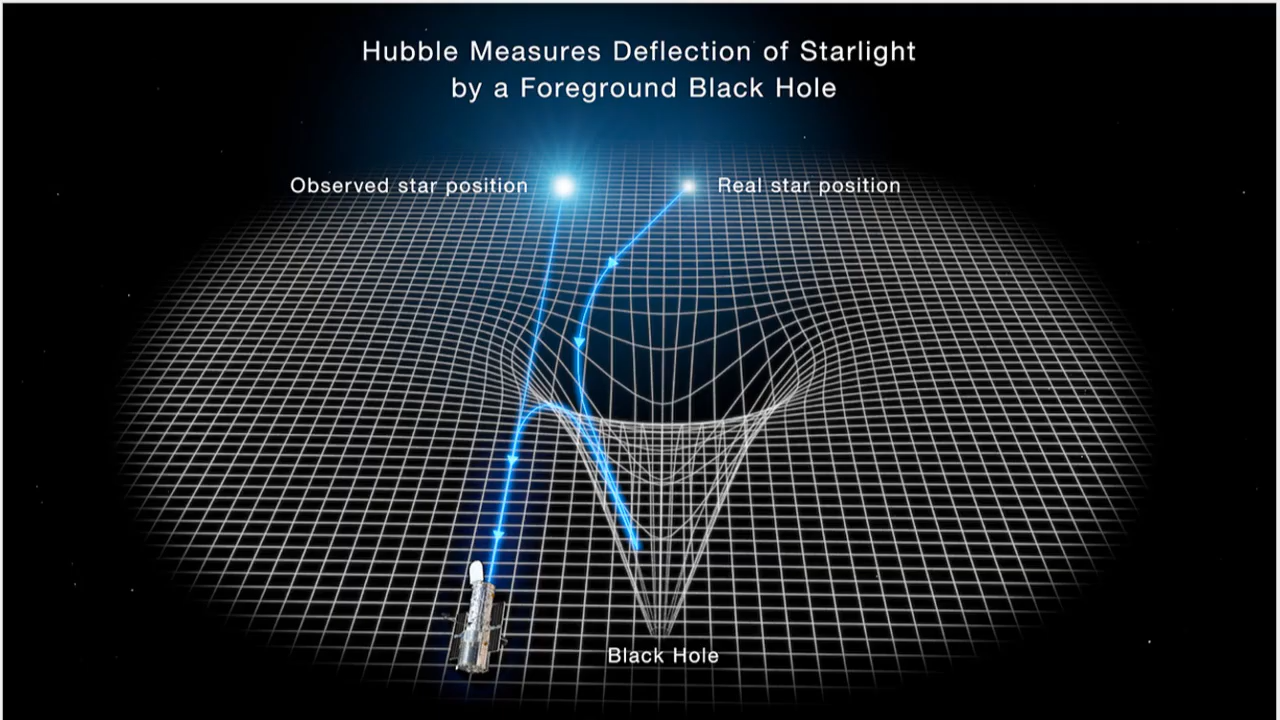 Hubble Measures Deflection of Starlight
by a Foreground Black Hole
Observed star position
Real star position
Black Hole